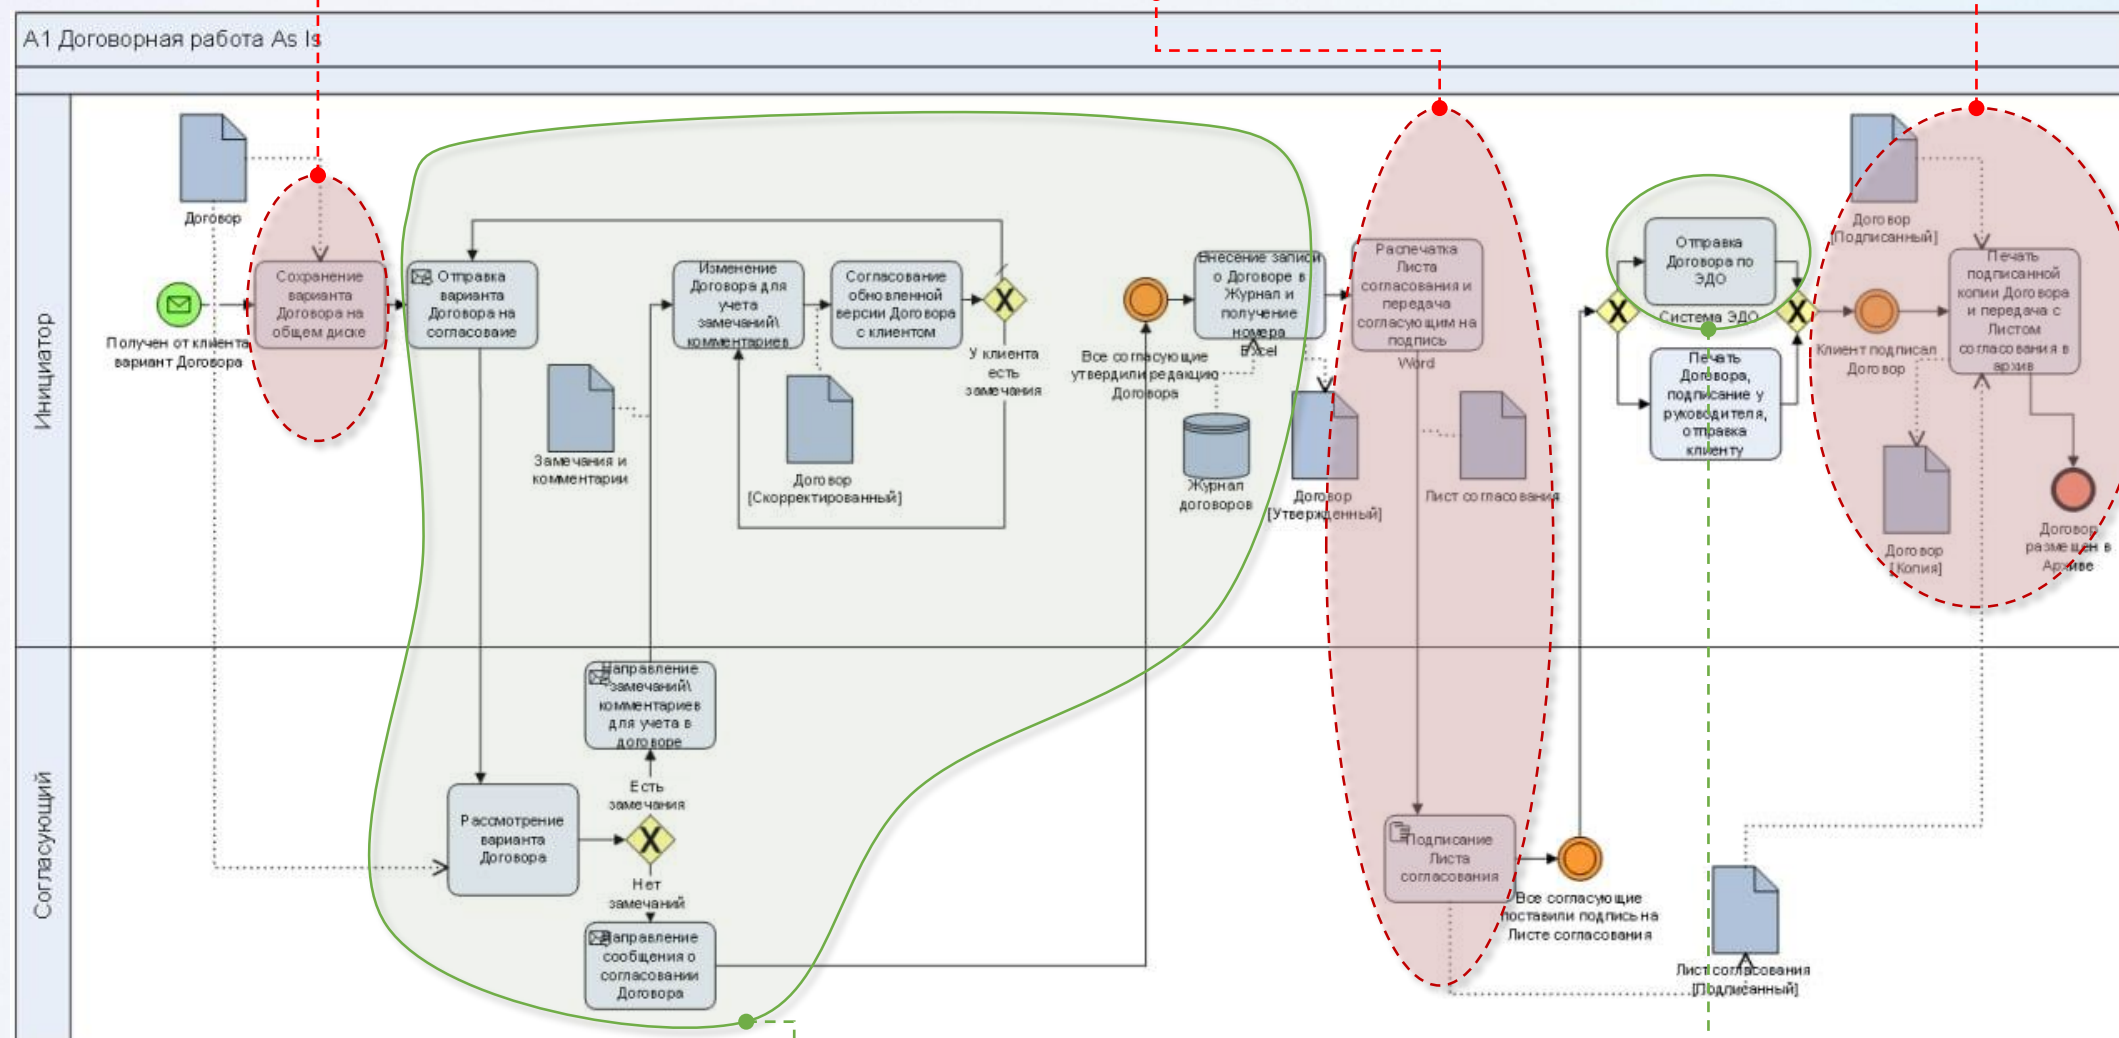 А1 Договорная работа As Is
Инициатор
Договор
Получен от клиента
вариант Договора
Сохранение
варианта
Договора на
общем диске
Отправка
варианта
Договора на
согласоваие
Замечания и
комментарии
Изменение
Договора для
учета
замечаний\
комментариев
Договор
[Скорректированный]
Согласование
обновленной
версии Договора
с клиентом
У клиента
есть
замечания
Все согласующие
утвердили редакцию
Договора
Внесение записи
о Договоре в
Журнал и
получение
номера
Excel
Журнал
договоров
Договор
[Утвержденный]
Распечатка
Листа
согласования и
передача
согласующим на
подпись
Word
Лист согласования
Отправка
Договора по
ЭДО
Система ЭДО
Печать
Договора,
подписание у
руководителя,
отправка
клиенту
Клиент подписал
Договор
Договор
[Подписанный]
Печать
подписанной
копии Договора
и передача с
Листом
согласования в
архив
Договор
[Копия]
Договор
размещен в
Архиве
Согласующий
Направление
замечаний\
комментариев
для учета в
договоре
Есть
замечания
Рассмотрение
варианта
Договора
Нет
замечаний
Направление
сообщения о
согласовании
Договора
Подписание
Листа
согласования
Все согласующие
поставили подпись на
Листе согласования
Лист согласования
[Подписанный]